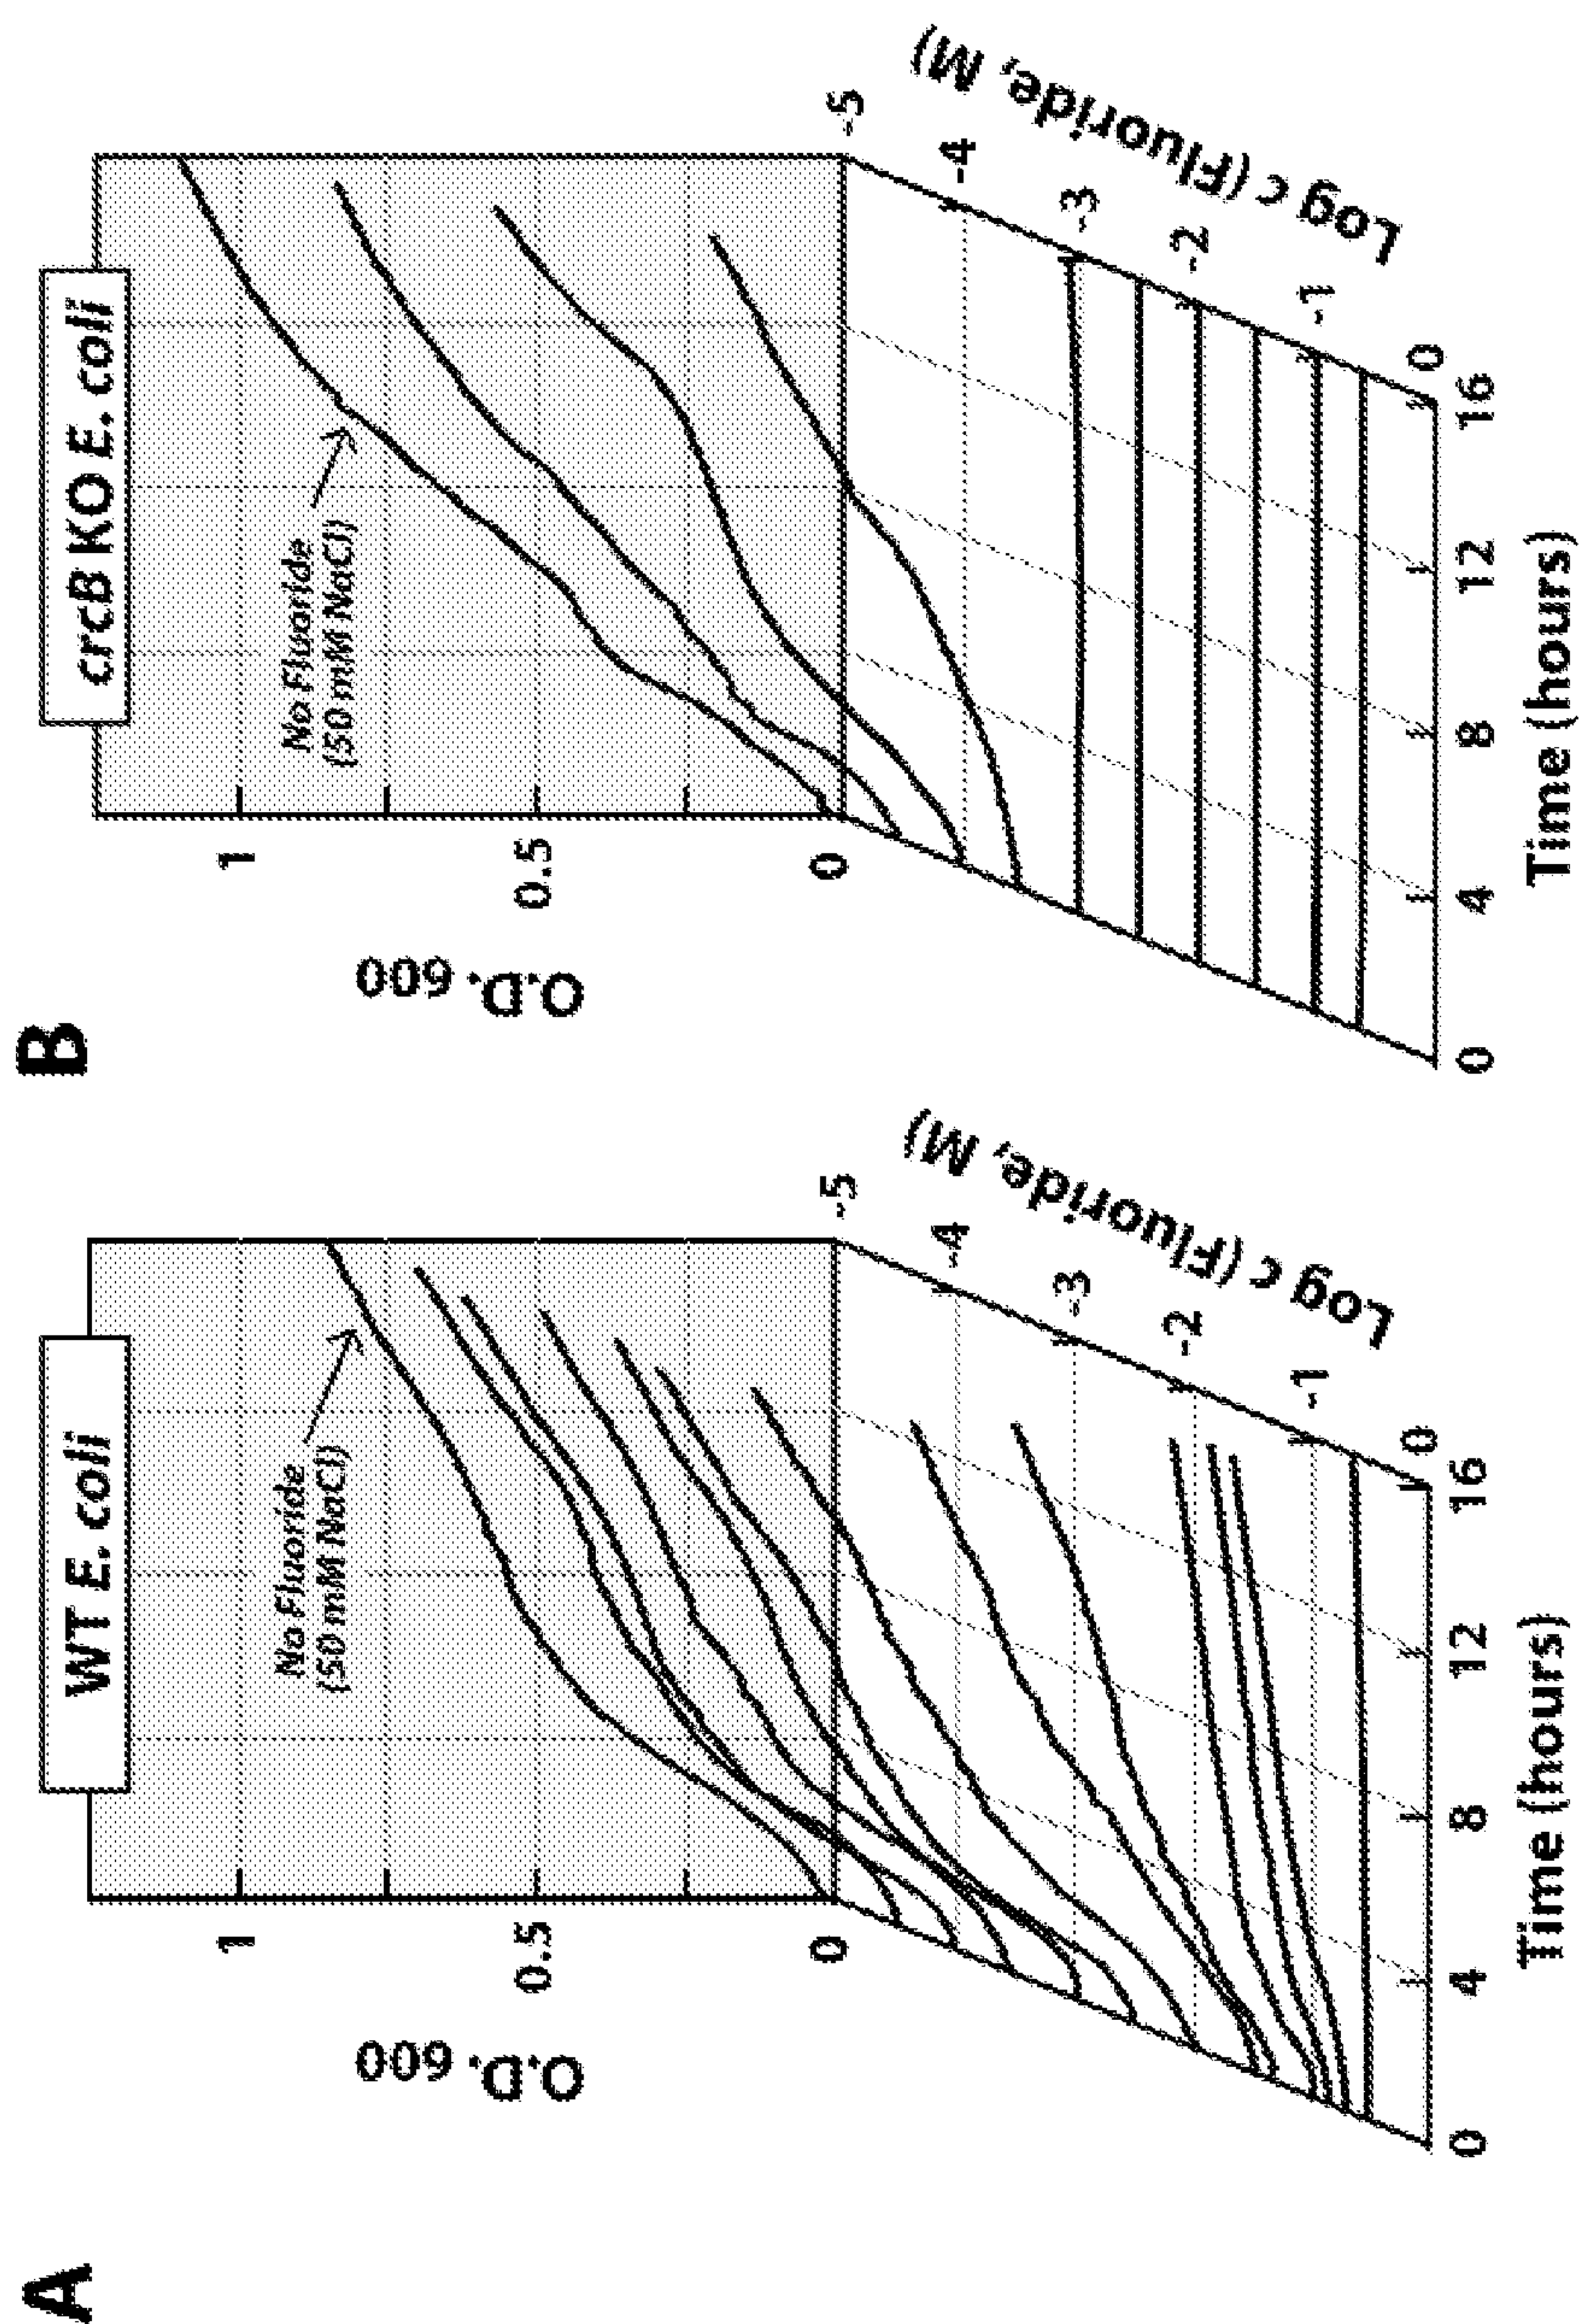 A
WT E. coli
No Fluoride
(50 mM NaCl)
O.D. 600
1
0.5
0
-5
-4
-3
-2
-1
0
Log c (Fluoride, M)
0
4
8
12
16
Time (hours)
B
crcB KO E. coli
No Fluoride
(50 mM NaCl)
O.D. 600
1
0.5
0
-5
-4
-3
-2
-1
0
Log c (Fluoride, M)
0
4
8
12
16
Time (hours)